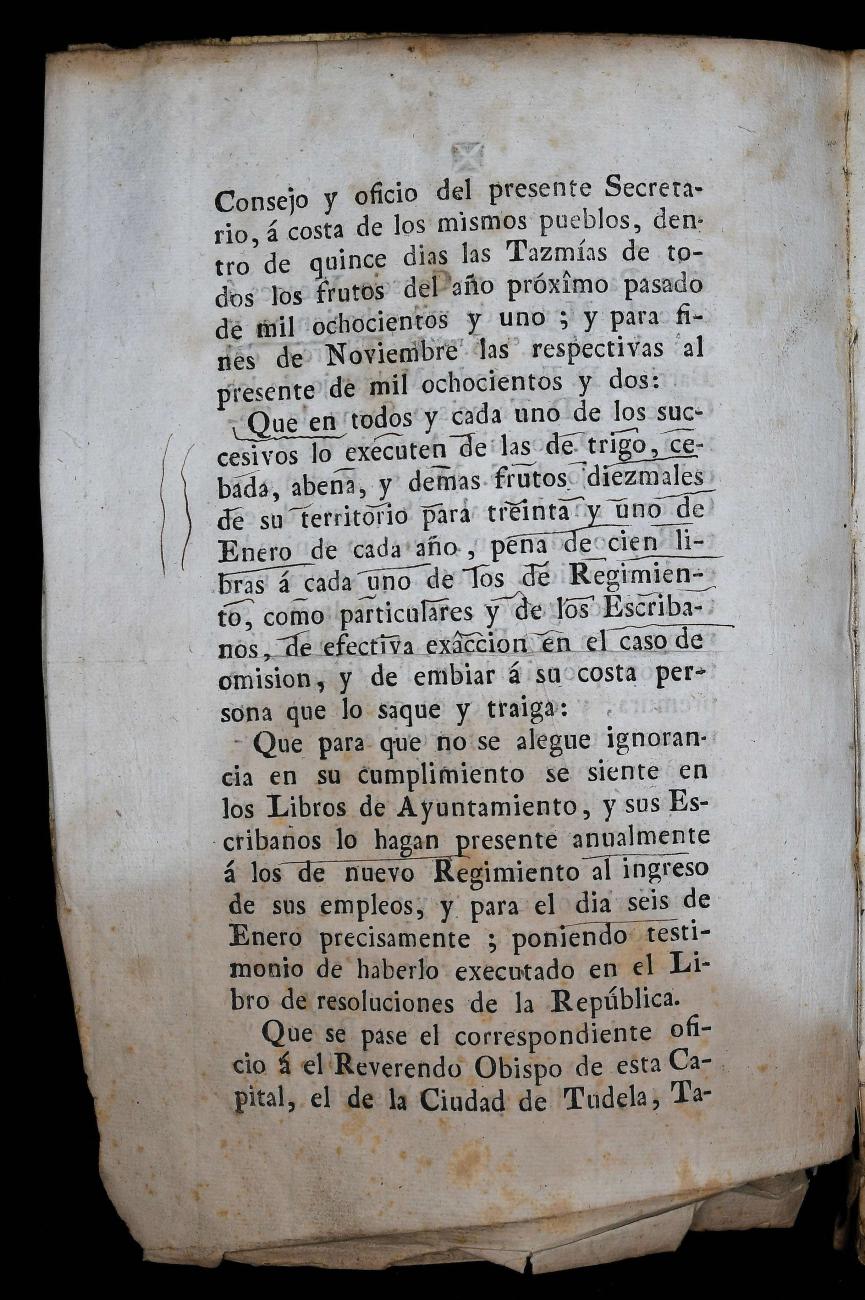 Consejo y oficio del presente Secreta-
rio, á costa de los mismos pueblos, den-
tro de quince dias las Tazmías de to-
dos los frutos del año próxîmo pasado
de mil ochocientos y uno ; y para fi-
nes de Noviembre las respectivas al
presente de mil ochocientos y dos:
Que en todos y cada uno de los suc-
cesivos lo executen de las de trigo, ce-
bada, abena, y demas frutos diezmales
de su territorio para treinta y uno de
Enero de cada año, pena de cien li-
bras á cada uno de los de Regimien-
to, como particulares y de los Escriba-
nos, de efectiva exâccion en el caso de
omision, y de embiar á su costa per-
sona que lo saque y traiga:
Que para que no se alegue ignoran-
cia en su cumplimiento se siente en
los Libros de Ayuntamiento, y sus Es-
cribanos lo hagan presente anualmente
á los de nuevo Regimiento al ingreso
de sus empleos, y para el dia seis de
Enero precisamente ; poniendo testi-
monio de haberlo executado en el Li-
bro de resoluciones de la República.
Que se pase el correspondiente ofi-
cio á el Reverendo Obispo de esta Ca-
pital, el de la Ciudad de Tudela, Ta-